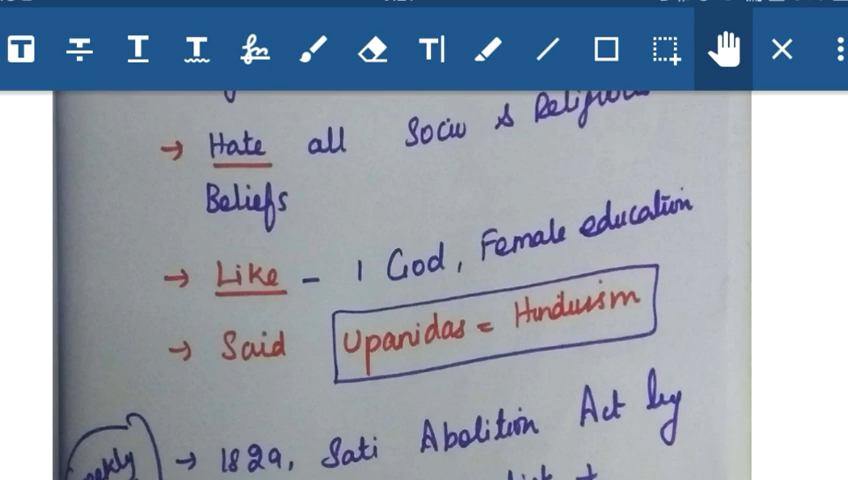 → Hate all Socio & Religious
Beliefs
→ Like - 1 God, Female education
→ Said Upanidas = Hinduism
→ 1829, Sati Abolition Act by